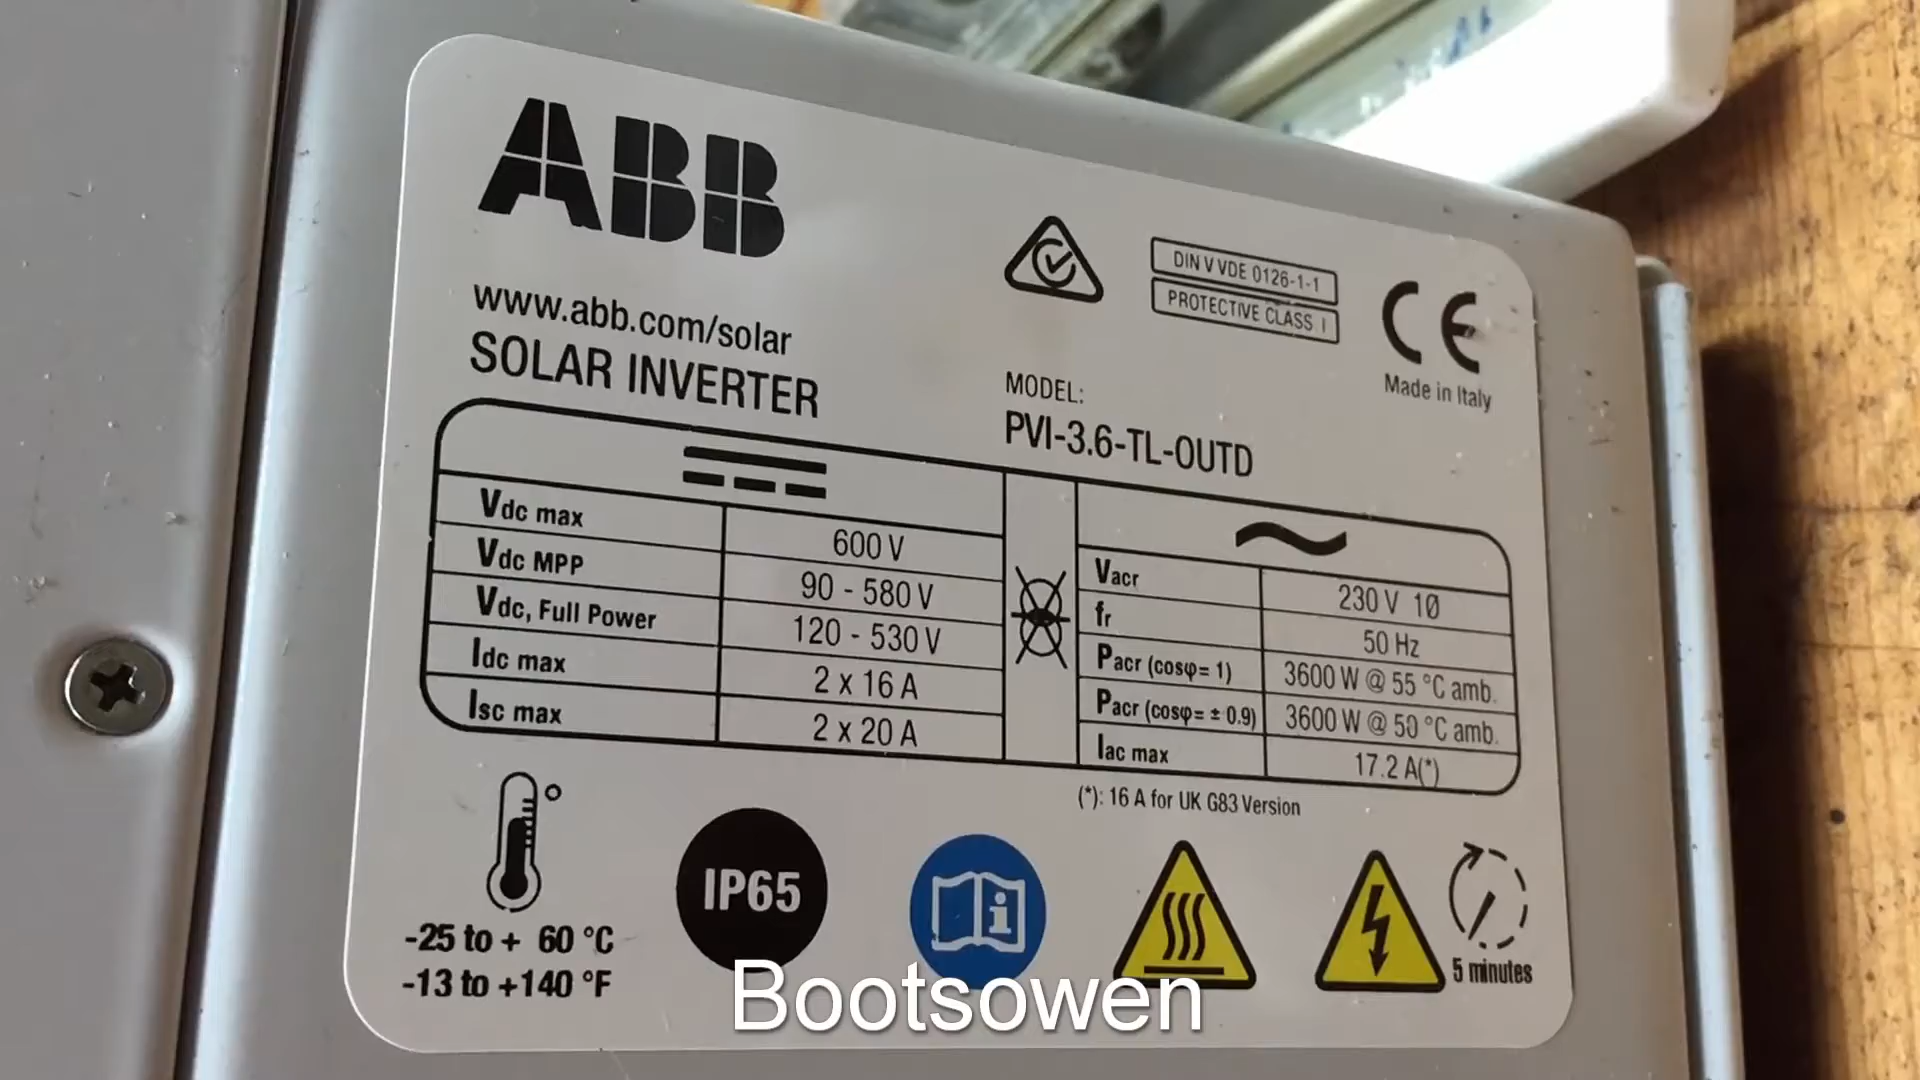 ABB
www.abb.com/solar
SOLAR INVERTER
DIN V VDE 0126-1-1
PROTECTIVE CLASS I
CE
Made in Italy
MODEL:
PVI-3.6-TL-OUTD
Vdc max 600 V
Vdc MPP 90 - 580 V
Vdc, Full Power 120 - 530 V
Idc max 2 x 16 A
Isc max 2 x 20 A
Vacr 230 V 1Ø
fr 50 Hz
Pacr (cosφ= 1) 3600 W @ 55 °C amb.
Pacr (cosφ= ± 0.9) 3600 W @ 50 °C amb.
Iac max 17.2 A(*)
(*): 16 A for UK G83 Version
-25 to + 60 °C
-13 to +140 °F
IP65
5 minutes
Bootsowen